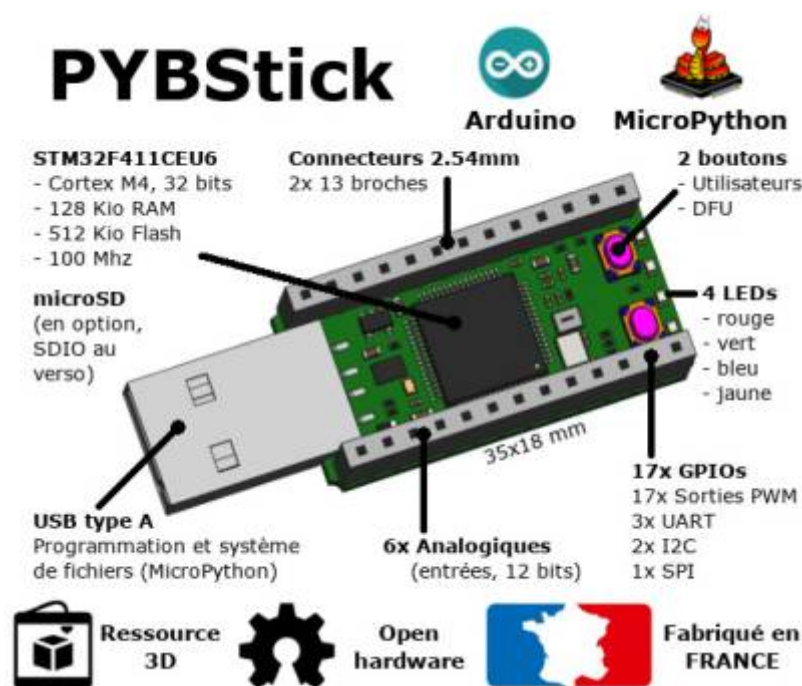 PYBStick
Arduino
MicroPython
STM32F411CEU6
- Cortex M4, 32 bits
- 128 Kio RAM
- 512 Kio Flash
- 100 Mhz
Connecteurs 2.54mm
2x 13 broches
2 boutons
- Utilisateurs
- DFU
microSD
(en option,
SDIO au
verso)
4 LEDs
- rouge
- vert
- bleu
- jaune
35x18 mm
USB type A
Programmation et système
de fichiers (MicroPython)
6x Analogiques
(entrées, 12 bits)
17x GPIOs
17x Sorties PWM
3x UART
2x I2C
1x SPI
Ressource
3D
Open
hardware
Fabriqué en
FRANCE